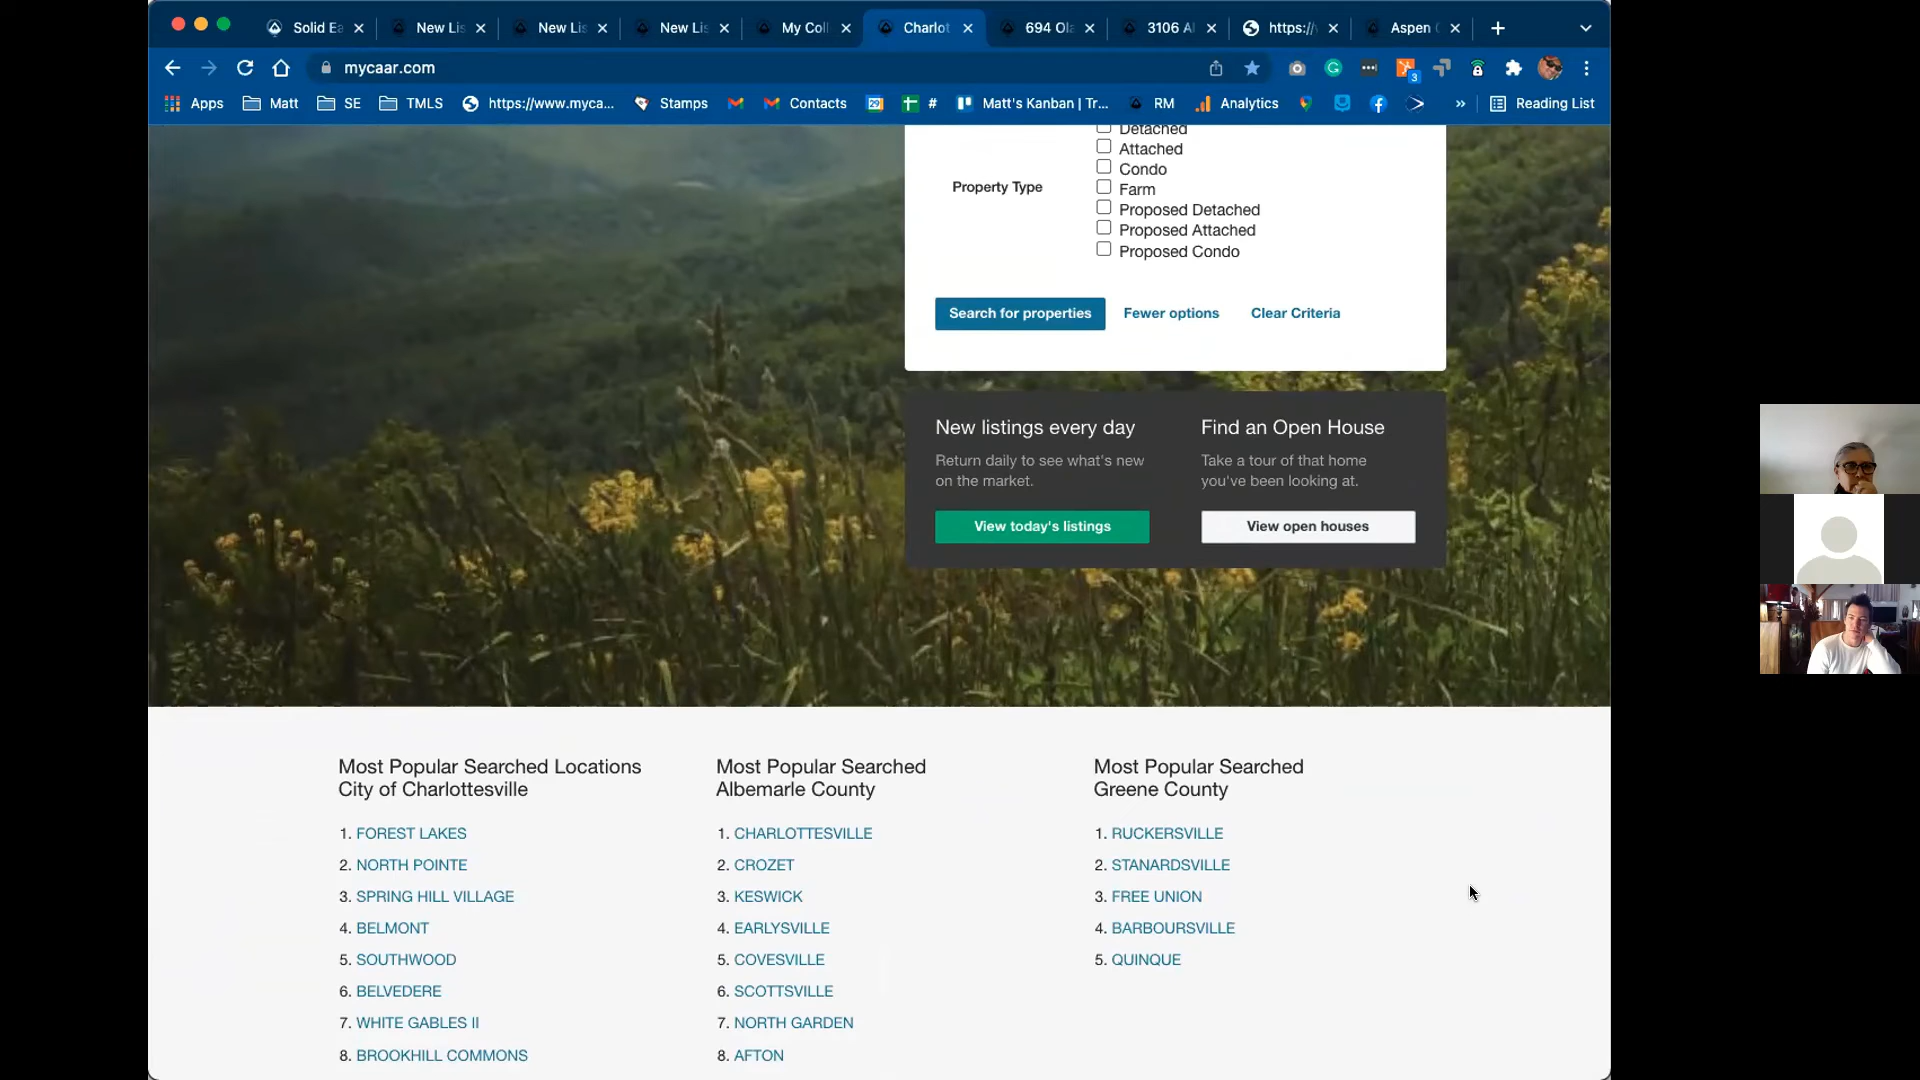 Solid Ea
New Lis
New Lis
New Lis
My Coll
Charlot
694 Ola
3106 Al
https://v
Aspen
mycaar.com
3
Apps
Matt
SE
TMLS
https://www.myca...
Stamps
Contacts
29
#
Matt's Kanban | Tr...
RM
Analytics
»
Reading List
Detached
Attached
Condo
Property Type
Farm
Proposed Detached
Proposed Attached
Proposed Condo
Search for properties
Fewer options
Clear Criteria
New listings every day
Return daily to see what's new
on the market.
View today's listings
Find an Open House
Take a tour of that home
you've been looking at.
View open houses
Most Popular Searched Locations
City of Charlottesville
1. FOREST LAKES
2. NORTH POINTE
3. SPRING HILL VILLAGE
4. BELMONT
5. SOUTHWOOD
6. BELVEDERE
7. WHITE GABLES II
8. BROOKHILL COMMONS
Most Popular Searched
Albemarle County
1. CHARLOTTESVILLE
2. CROZET
3. KESWICK
4. EARLYSVILLE
5. COVESVILLE
6. SCOTTSVILLE
7. NORTH GARDEN
8. AFTON
Most Popular Searched
Greene County
1. RUCKERSVILLE
2. STANARDSVILLE
3. FREE UNION
4. BARBOURSVILLE
5. QUINQUE